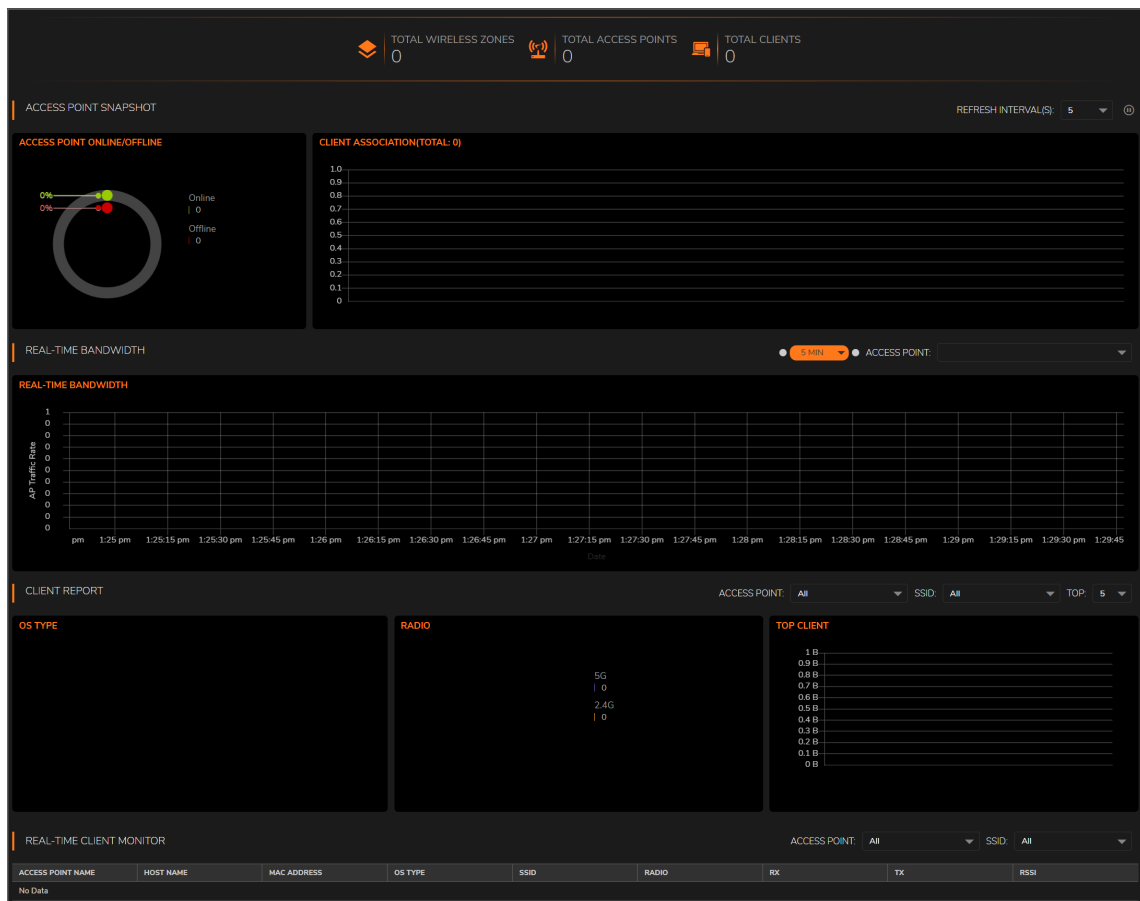 TOTAL WIRELESS ZONES
0
TOTAL ACCESS POINTS
0
TOTAL CLIENTS
0
ACCESS POINT SNAPSHOT
REFRESH INTERVAL(S): 5
ACCESS POINT ONLINE/OFFLINE
0%
0%
Online
0
Offline
0
CLIENT ASSOCIATION(TOTAL: 0)
1.0
0.9
0.8
0.7
0.6
0.5
0.4
0.3
0.2
0.1
0
REAL-TIME BANDWIDTH
5 MIN ACCESS POINT:
REAL-TIME BANDWIDTH
AP Traffic Rate
1
0
0
0
0
0
0
0
0
0
0
pm 1:25 pm 1:25:15 pm 1:25:30 pm 1:25:45 pm 1:26 pm 1:26:15 pm 1:26:30 pm 1:26:45 pm 1:27 pm 1:27:15 pm 1:27:30 pm 1:27:45 pm 1:28 pm 1:28:15 pm 1:28:30 pm 1:28:45 pm 1:29 pm 1:29:15 pm 1:29:30 pm 1:29:45
Date
CLIENT REPORT
ACCESS POINT: All SSID: All TOP: 5
OS TYPE
RADIO
5G
0
2.4G
0
TOP CLIENT
1 B
0.9 B
0.8 B
0.7 B
0.6 B
0.5 B
0.4 B
0.3 B
0.2 B
0.1 B
0 B
REAL-TIME CLIENT MONITOR
ACCESS POINT: All SSID: All
ACCESS POINT NAME HOST NAME MAC ADDRESS OS TYPE SSID RADIO RX TX RSSI
No Data